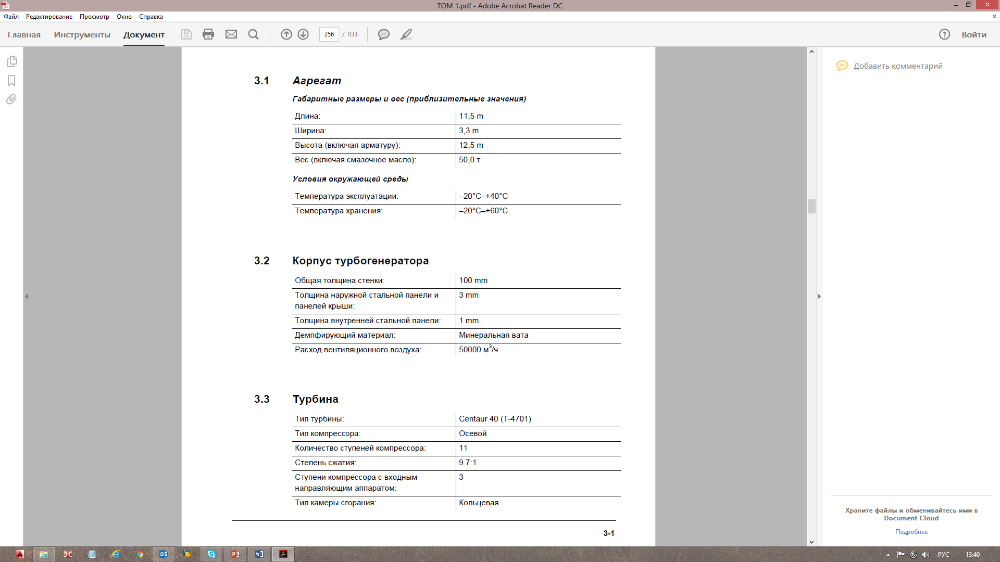 TOM 1.pdf - Adobe Acrobat Reader DC
Файл Редактирование Просмотр Окно Справка
Главная Инструменты Документ 256 / 833 Войти
Добавить комментарий
3.1 Агрегат
Габаритные размеры и вес (приблизительные значения)
Длина: 11,5 m
Ширина: 3,3 m
Высота (включая арматуру): 12,5 m
Вес (включая смазочное масло): 50,0 т
Условия окружающей среды
Температура эксплуатации: –20°C–+40°C
Температура хранения: –20°C–+60°C
3.2 Корпус турбогенератора
Общая толщина стенки: 100 mm
Толщина наружной стальной панели и 3 mm
панелей крыши:
Толщина внутренней стальной панели: 1 mm
Демпфирующий материал: Минеральная вата
Расход вентиляционного воздуха: 50000 м³/ч
3.3 Турбина
Тип турбины: Centaur 40 (T-4701)
Тип компрессора: Осевой
Количество ступеней компрессора: 11
Степень сжатия: 9.7:1
Ступени компрессора с входным 3
направляющим аппаратом:
Тип камеры сгорания: Кольцевая
3-1
Храните файлы и обменивайтесь ими в
Document Cloud
Подробнее
РУС 13:40